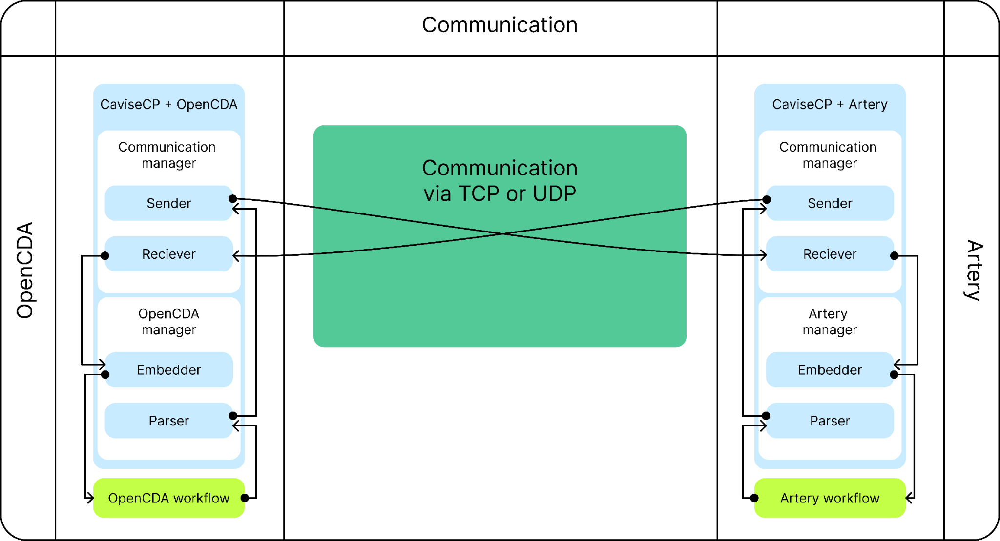 Communication
OpenCDA
CaviseCP + OpenCDA
Communication
manager
Sender
Reciever
OpenCDA
manager
Embedder
Parser
OpenCDA workflow
Communication
via TCP or UDP
CaviseCP + Artery
Communication
manager
Sender
Reciever
Artery
manager
Embedder
Parser
Artery workflow
Artery